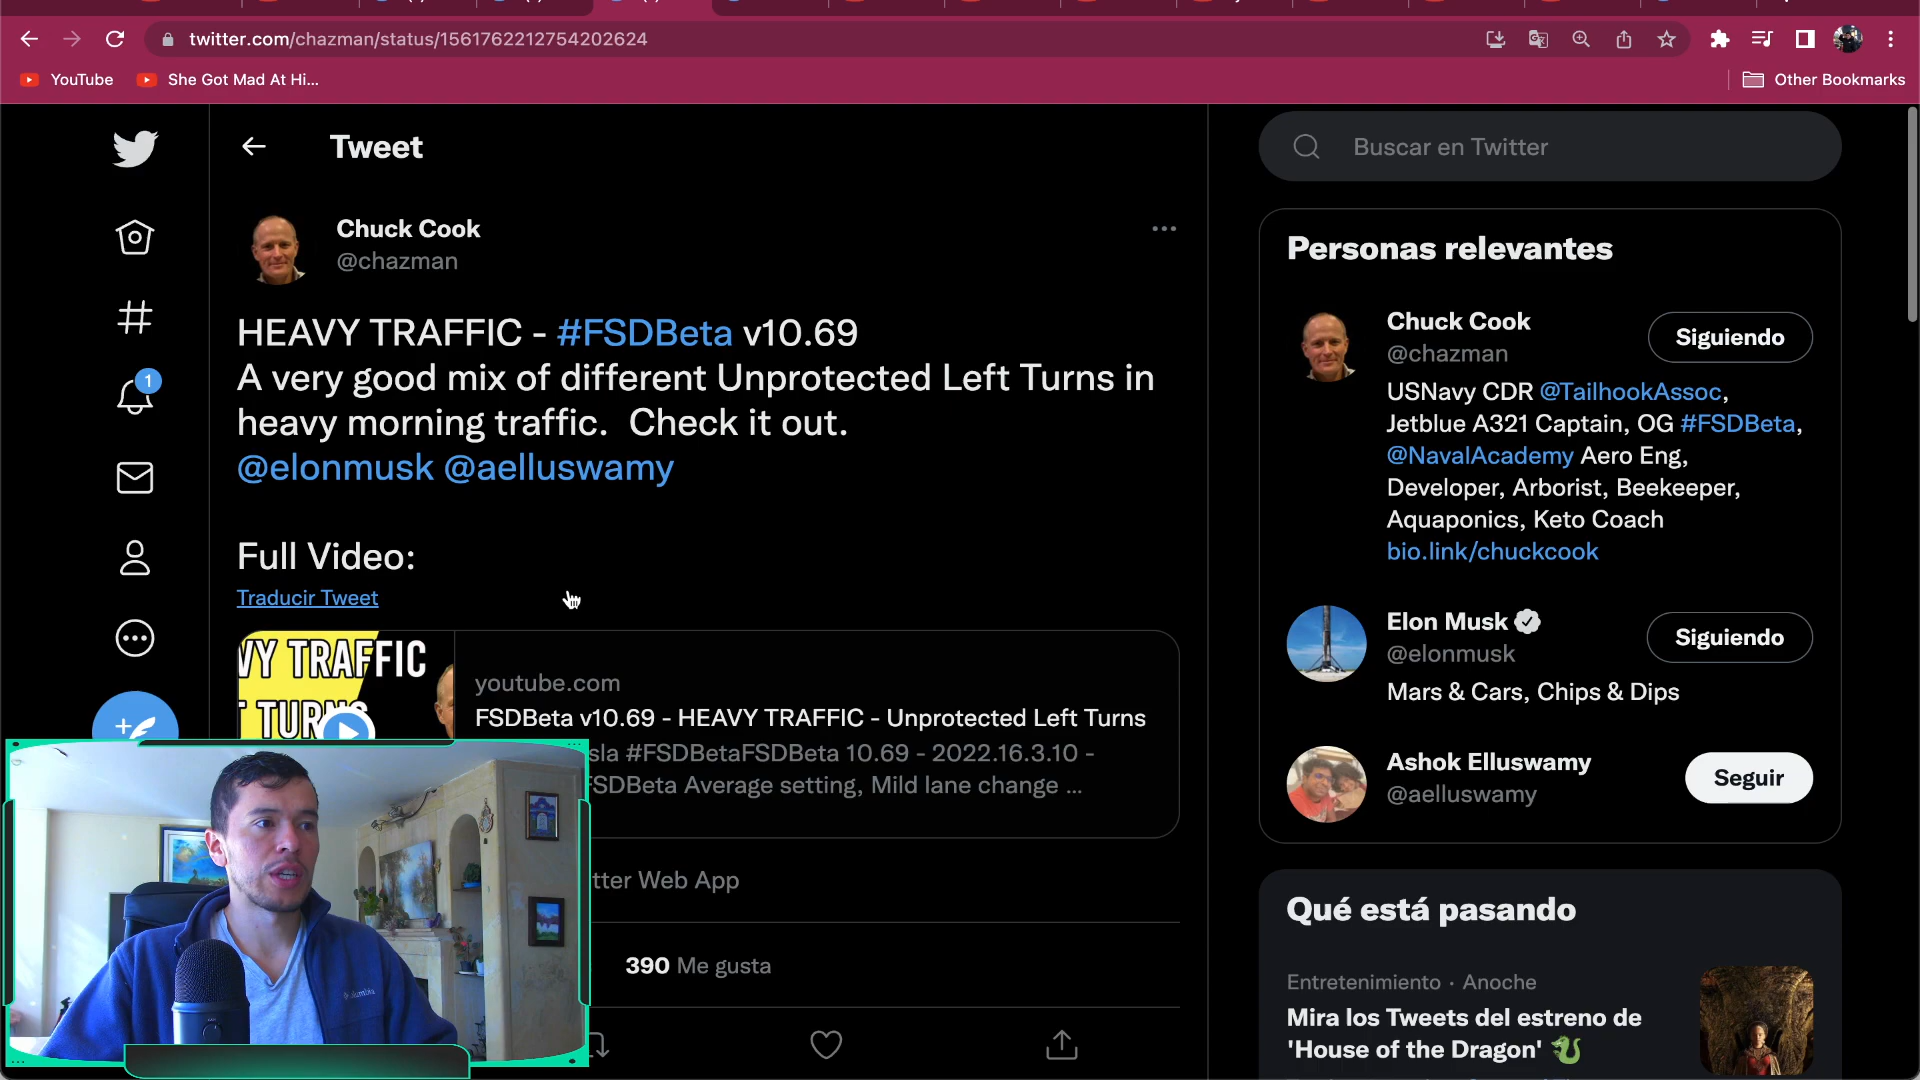 twitter.com/chazman/status/1561762212754202624
YouTube
She Got Mad At Hi...
Other Bookmarks
Tweet
Buscar en Twitter
Chuck Cook
@chazman
HEAVY TRAFFIC - #FSDBeta v10.69
A very good mix of different Unprotected Left Turns in
heavy morning traffic. Check it out.
@elonmusk @aelluswamy
Full Video:
Traducir Tweet
VY TRAFFIC
T TURNS
youtube.com
FSDBeta v10.69 - HEAVY TRAFFIC - Unprotected Left Turns
sla #FSDBetaFSDBeta 10.69 - 2022.16.3.10 -
FSDBeta Average setting, Mild lane change ...
tter Web App
390 Me gusta
1
Personas relevantes
Chuck Cook
@chazman
Siguiendo
USNavy CDR @TailhookAssoc,
Jetblue A321 Captain, OG #FSDBeta,
@NavalAcademy Aero Eng,
Developer, Arborist, Beekeeper,
Aquaponics, Keto Coach
bio.link/chuckcook
Elon Musk
@elonmusk
Siguiendo
Mars & Cars, Chips & Dips
Ashok Elluswamy
@aelluswamy
Seguir
Qué está pasando
Entretenimiento · Anoche
Mira los Tweets del estreno de
'House of the Dragon' 🐉
Columbia